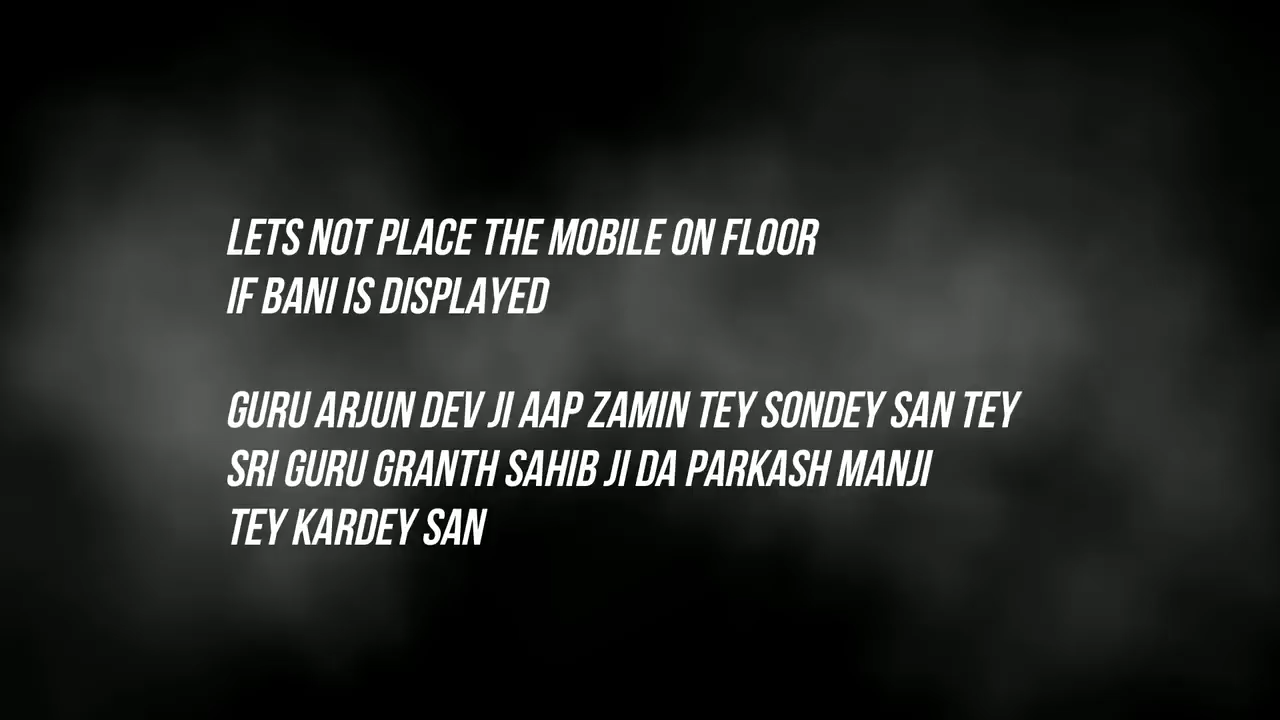 LETS NOT PLACE THE MOBILE ON FLOOR
IF BANI IS DISPLAYED
GURU ARJUN DEV JI AAP ZAMIN TEY SONDEY SAN TEY
SRI GURU GRANTH SAHIB JI DA PARKASH MANJI
TEY KARDEY SAN